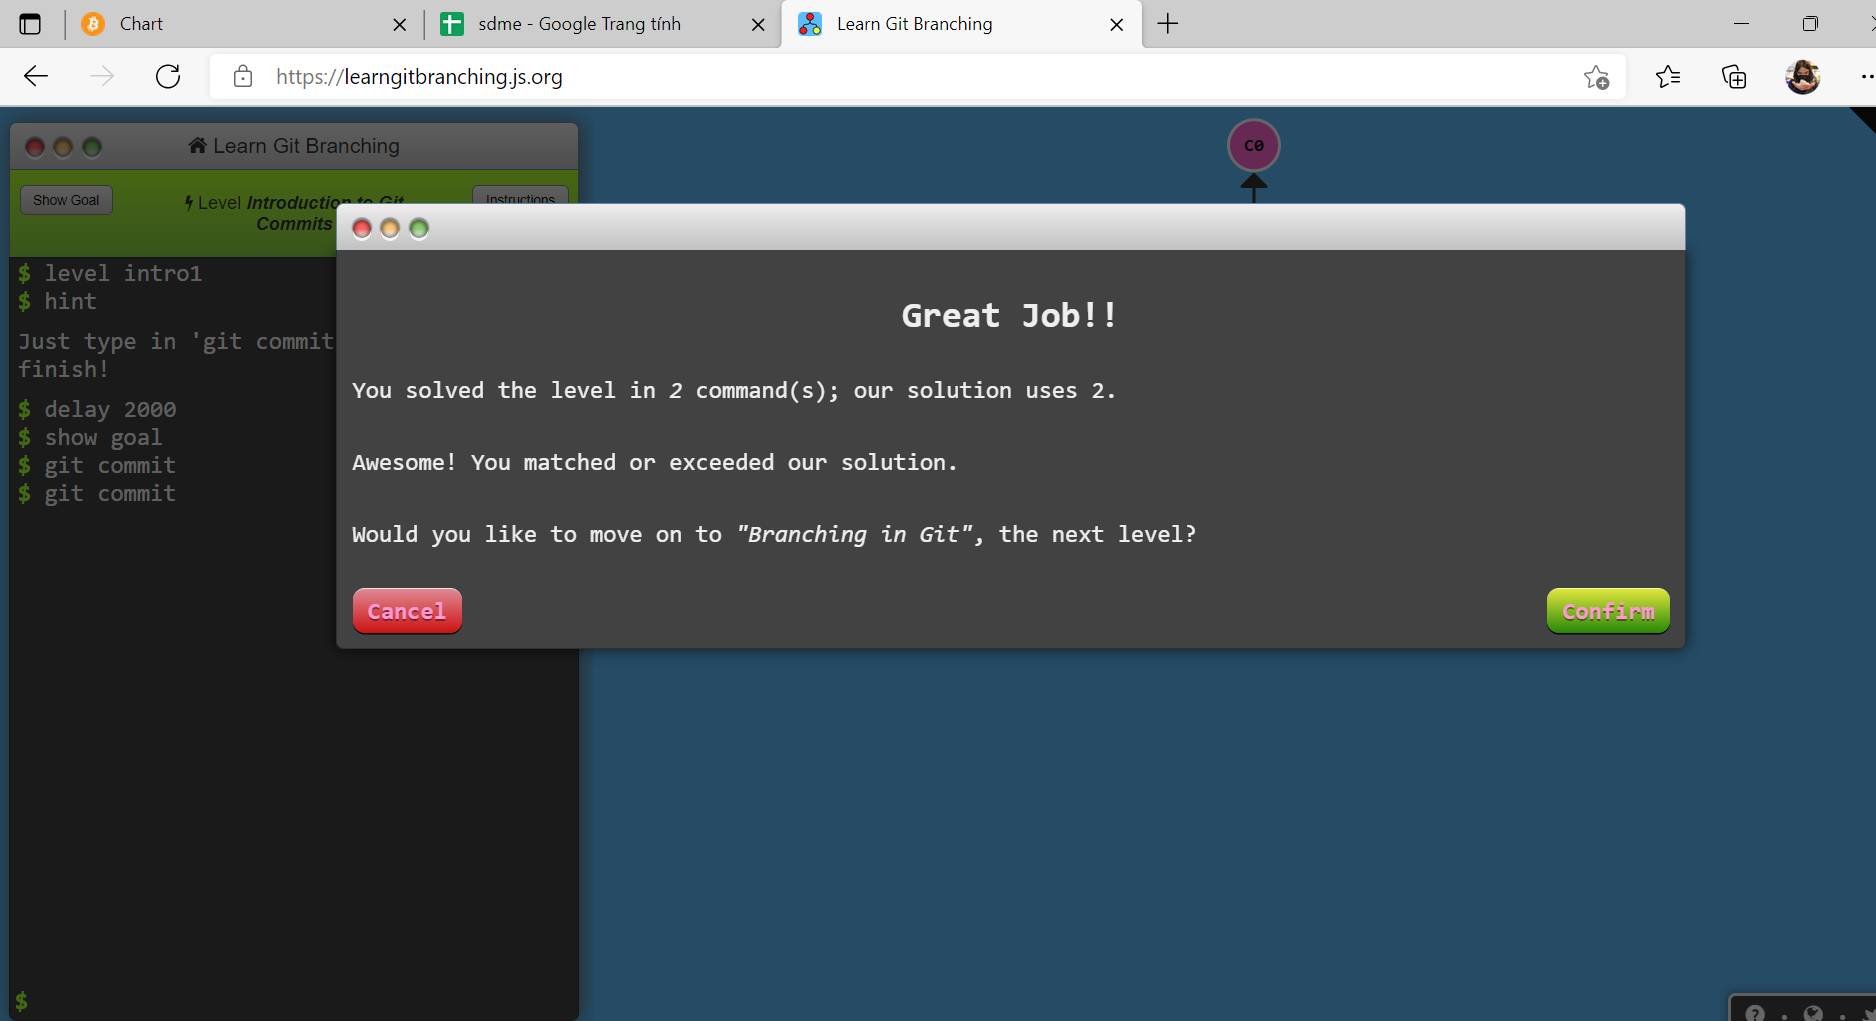 Chart
sdme - Google Trang tính
Learn Git Branching
https://learngitbranching.js.org
Learn Git Branching
Show Goal
Level Introduction to Git
Commits
Instructions
$ level intro1
$ hint
Just type in 'git commit
finish!
$ delay 2000
$ show goal
$ git commit
$ git commit
$
C0
Great Job!!
You solved the level in 2 command(s); our solution uses 2.
Awesome! You matched or exceeded our solution.
Would you like to move on to "Branching in Git", the next level?
Cancel
Confirm